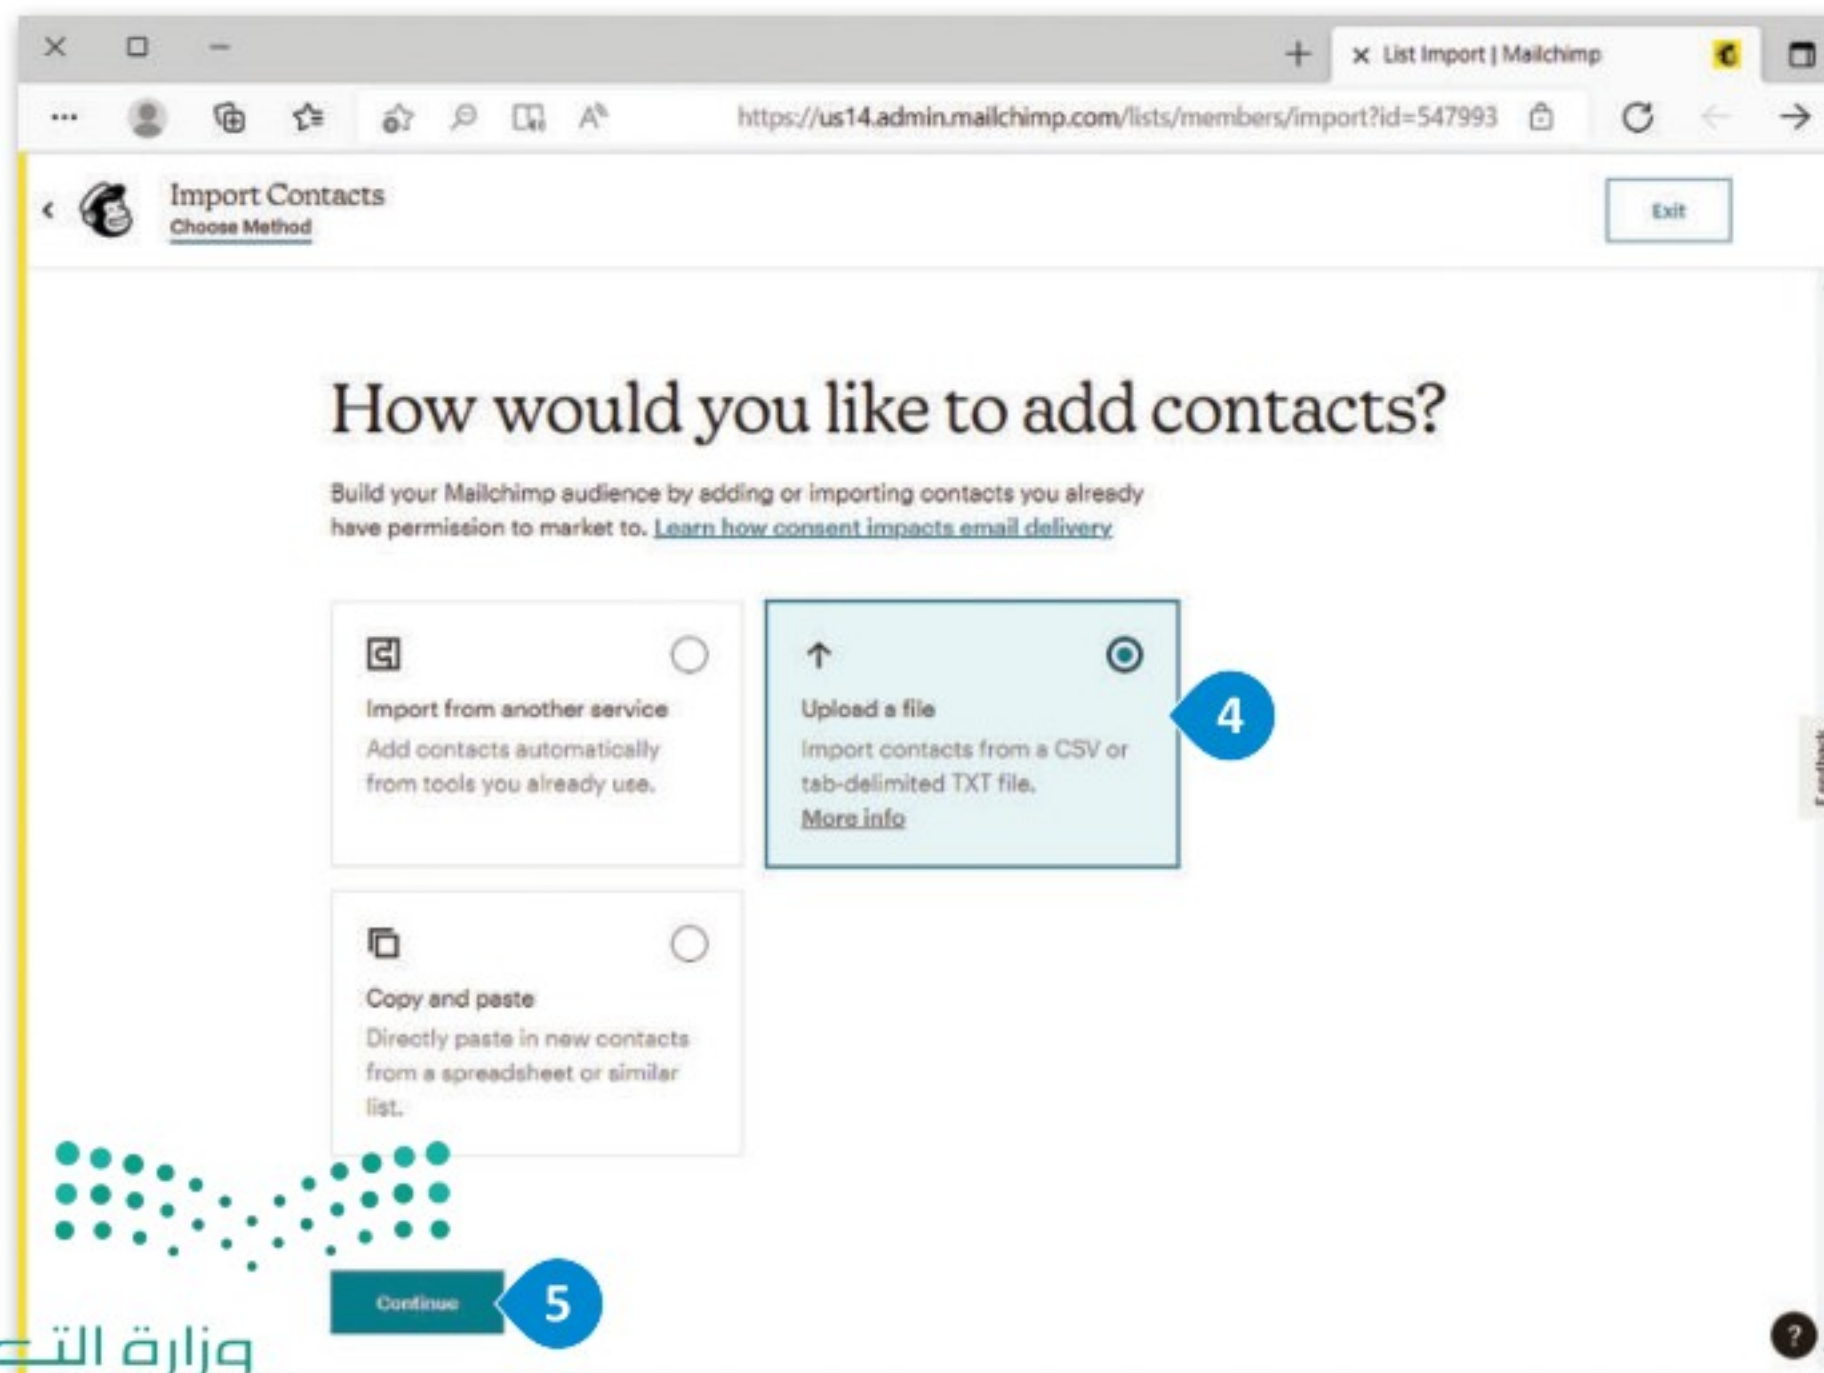 List Import | Mailchimp
https://us14.admin.mailchimp.com/lists/members/import?id=547993
Import Contacts
Choose Method
Exit
How would you like to add contacts?
Build your Mailchimp audience by adding or importing contacts you already
have permission to market to. Learn how consent impacts email delivery
Import from another service
Add contacts automatically
from tools you already use.
Upload a file
Import contacts from a CSV or
tab-delimited TXT file.
More info
4
Feedback
Copy and paste
Directly paste in new contacts
from a spreadsheet or similar
list.
Continue
5
?
وزارة